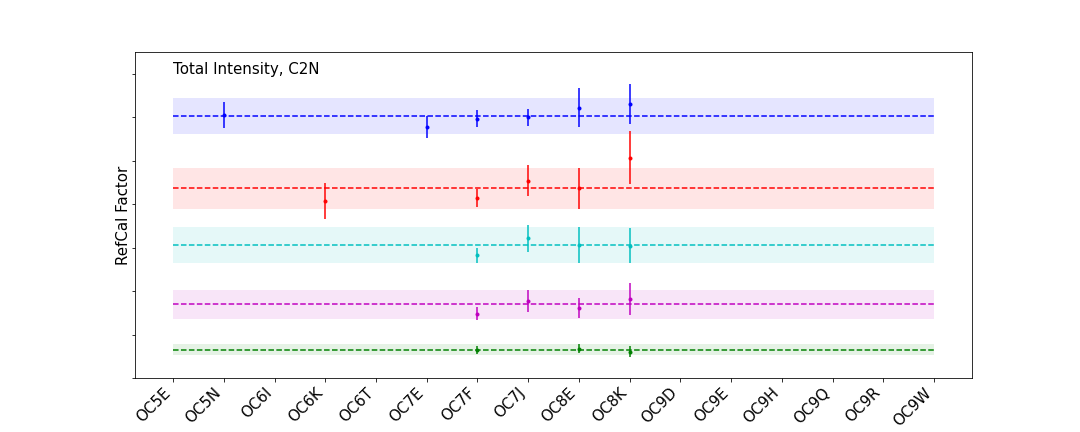 Total Intensity, C2N
RefCal Factor
OC5E
OC5N
OC6I
OC6K
OC6T
OC7E
OC7F
OC7J
OC8E
OC8K
OC9D
OC9E
OC9H
OC9Q
OC9R
OC9W